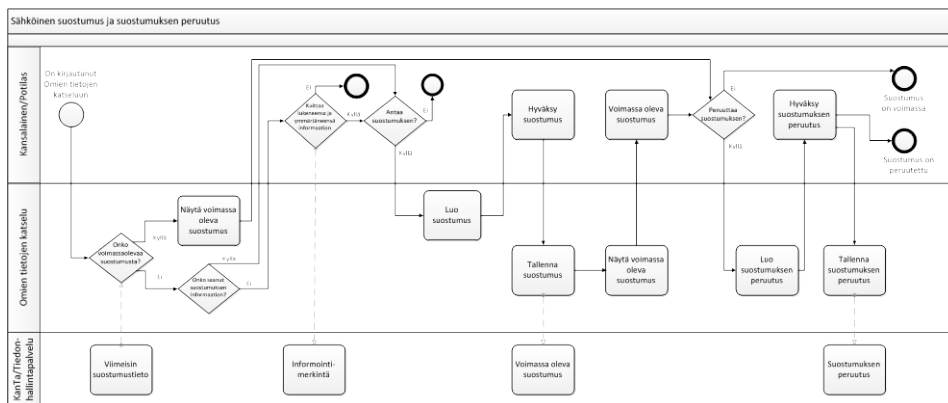 Sähköinen suostumus ja suostumuksen peruutus
Kansalainen/Potilas
On kirjautunut
Omien tietojen
katseluun
Kuittaa
lukeneensa ja
ymmärtäneensä
informaation
Ei
Kyllä
Antaa
suostumuksen?
Ei
Kyllä
Hyväksy
suostumus
Voimassa oleva
suostumus
Peruuttaa
suostumuksen?
Ei
Kyllä
Hyväksy
suostumuksen
peruutus
Suostumus
on voimassa
Suostumus on
peruutettu
Omien tietojen katselu
Onko
voimassaolevaa
suostumusta?
Kyllä
Ei
Näytä voimassa
oleva
suostumus
Onko saanut
suostumuksen
informaation?
Kyllä
Ei
Luo
suostumus
Tallenna
suostumus
Näytä voimassa
oleva
suostumus
Luo
suostumuksen
peruutus
Tallenna
suostumuksen
peruutus
KanTa/Tiedon-
hallintapalvelu
Viimeisin
suostumustieto
Informointi-
merkintä
Voimassa oleva
suostumus
Suostumuksen
peruutus